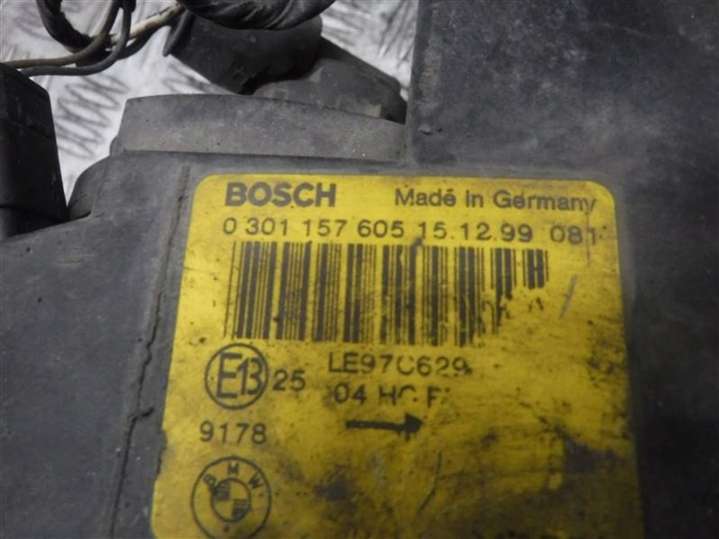 BOSCH Made in Germany
0 301 157 605 15.12.99 081
LE97C629
E13 25 04 HC
9178
BMW